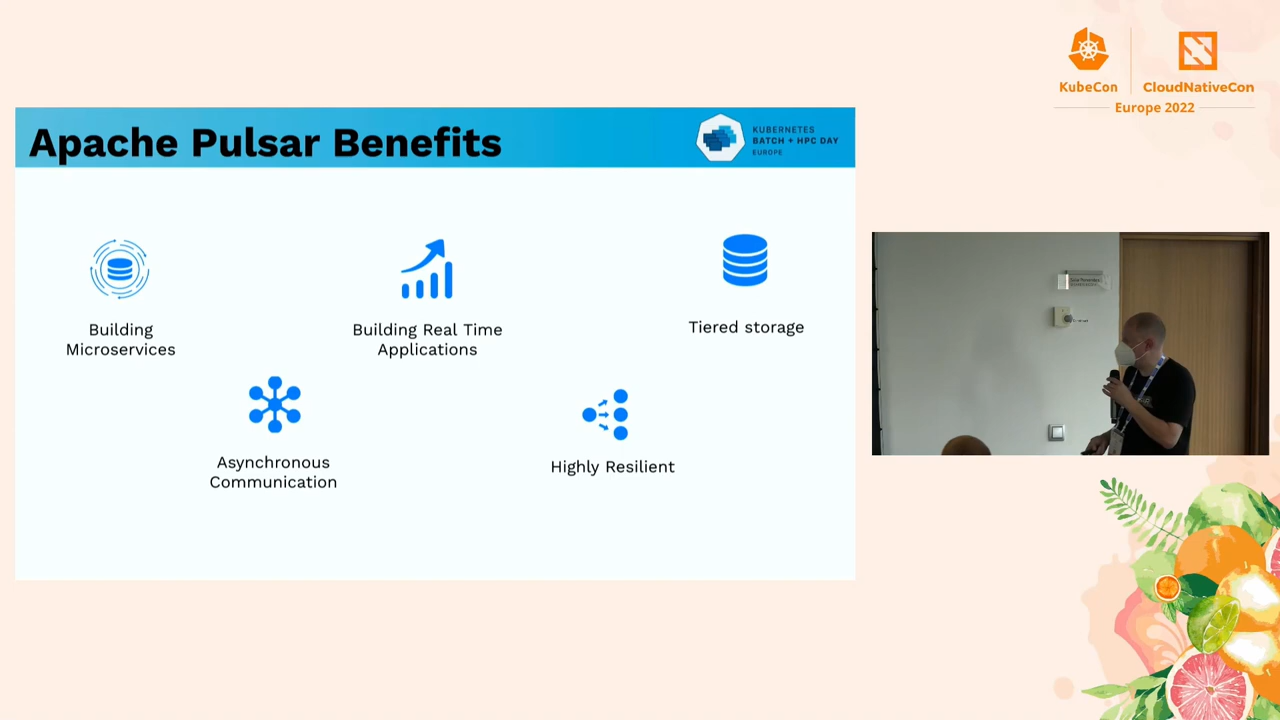 KubeCon
CloudNativeCon
Europe 2022
Apache Pulsar Benefits
KUBERNETES
BATCH + HPC DAY
EUROPE
Building
Microservices
Building Real Time
Applications
Tiered storage
Asynchronous
Communication
Highly Resilient